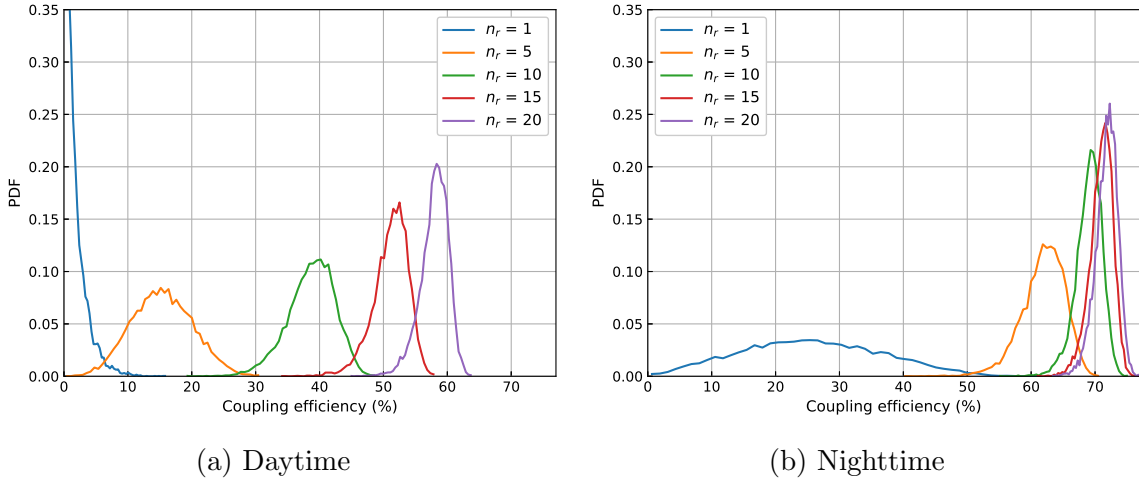 0.35
0.30
0.25
0.20
0.15
0.10
0.05
0.00
PDF
0 10 20 30 40 50 60 70
Coupling efficiency (%)
n_r = 1
n_r = 5
n_r = 10
n_r = 15
n_r = 20
(a) Daytime
0.35
0.30
0.25
0.20
0.15
0.10
0.05
0.00
PDF
0 10 20 30 40 50 60 70
Coupling efficiency (%)
n_r = 1
n_r = 5
n_r = 10
n_r = 15
n_r = 20
(b) Nighttime